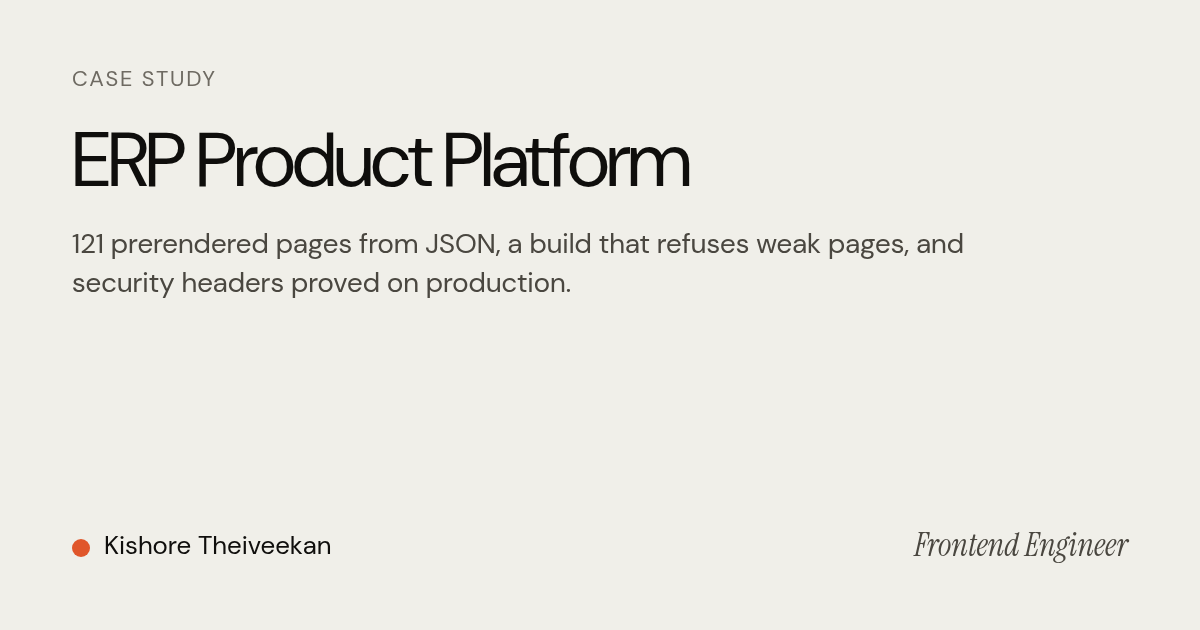 CASE STUDY
ERP Product Platform
121 prerendered pages from JSON, a build that refuses weak pages, and
security headers proved on production.
Kishore Theiveekan
Frontend Engineer